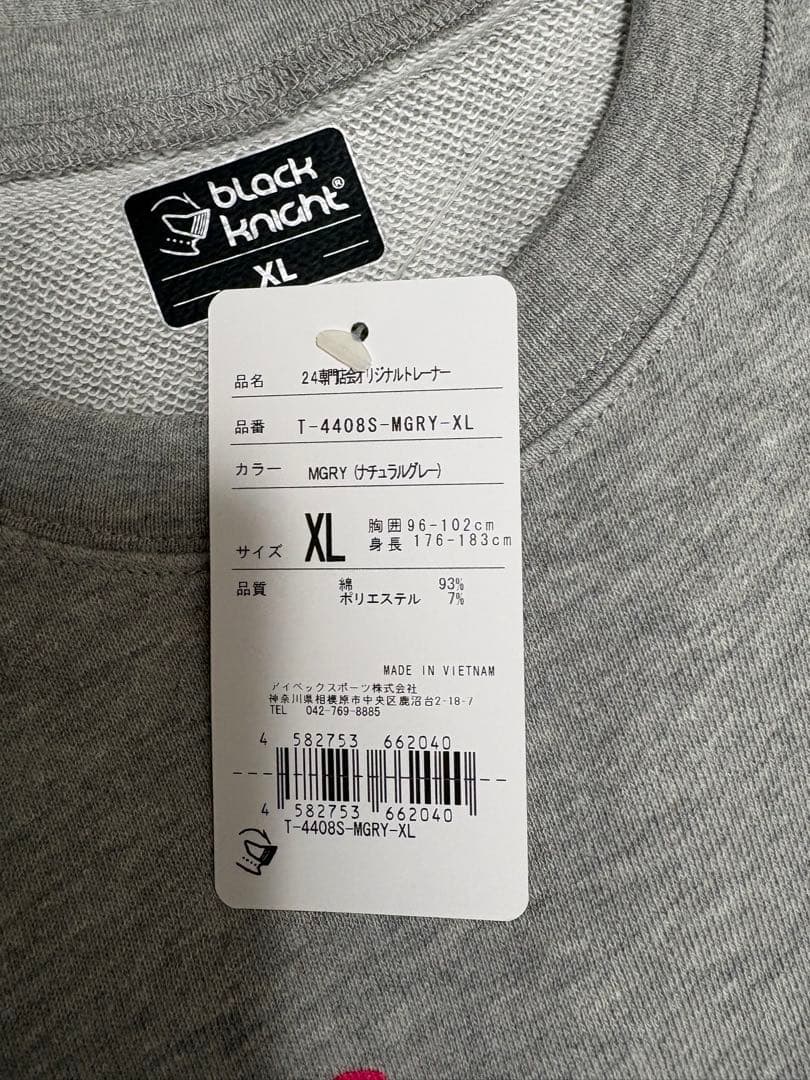 black
knight®
XL
品名 24専門店会オリジナルトレーナー
品番 T-4408S-MGRY-XL
カラー MGRY (ナチュラルグレー)
サイズ XL 胸囲 96-102cm
身長 176-183cm
品質 綿 93%
ポリエステル 7%
MADE IN VIETNAM
アイベックスポーツ株式会社
神奈川県相模原市中央区鹿沼台2-18-7
TEL 042-769-8885
4 582753 662040
4 582753 662040
T-4408S-MGRY-XL